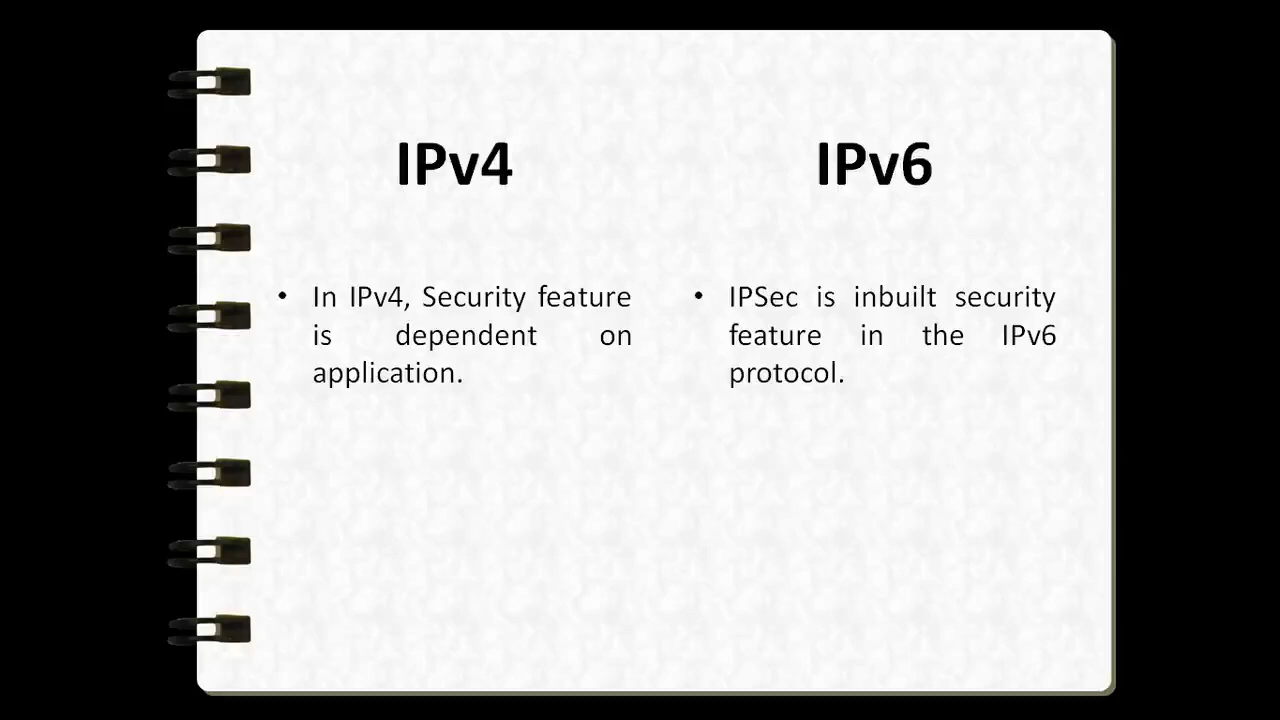 IPv4
IPv6
• In IPv4, Security feature
is dependent on
application.
• IPSec is inbuilt security
feature in the IPv6
protocol.